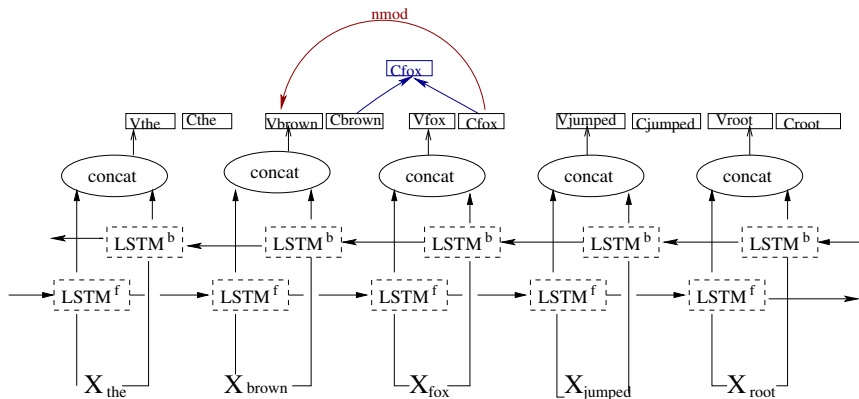 nmod
Cfox
Vthe Cthe Vbrown Cbrown Vfox Cfox Vjumped Cjumped Vroot Croot
concat concat concat concat concat
LSTM b LSTM b LSTM b LSTM b LSTM b
LSTM f LSTM f LSTM f LSTM f LSTM f
X the X brown X fox X jumped X root